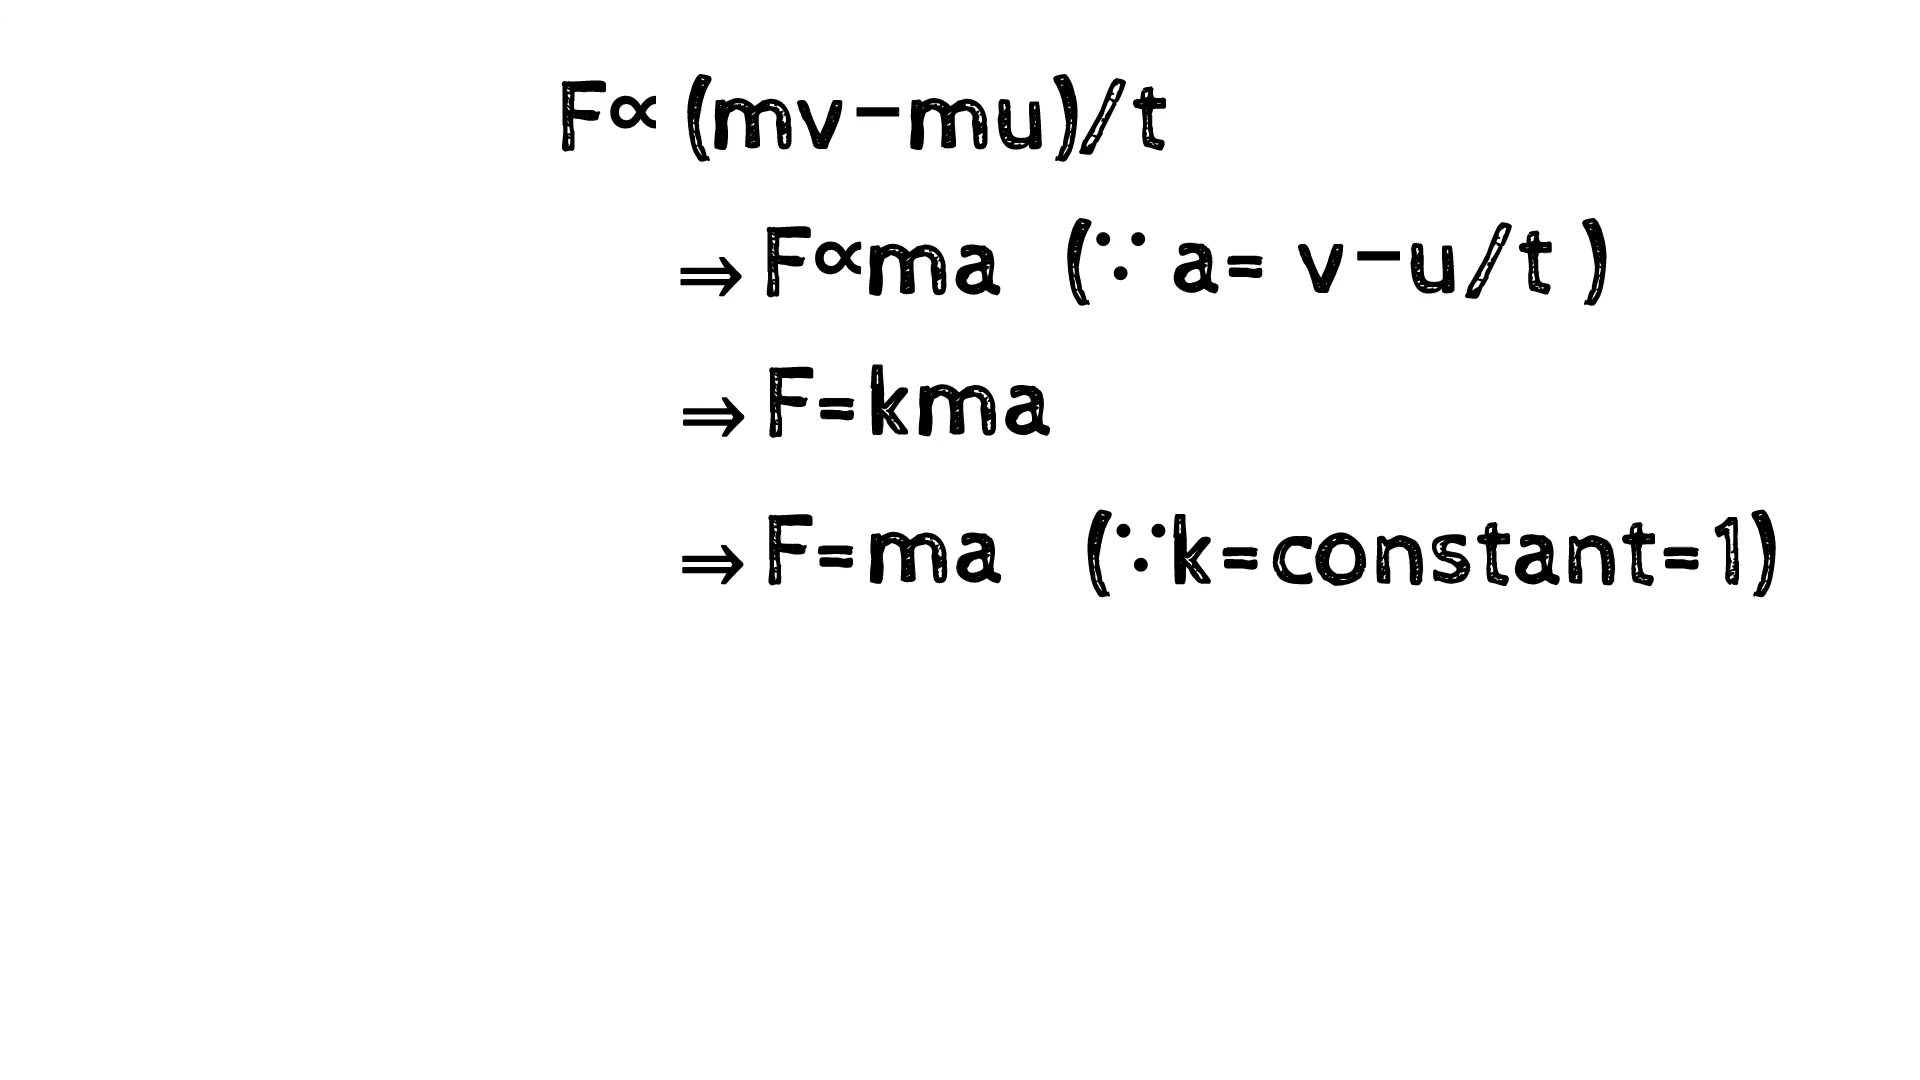 F∝ (mv-mu)/t
⇒ F∝ma (∵ a= v-u/t )
⇒ F=kma
⇒ F=ma (∵k=constant=1)